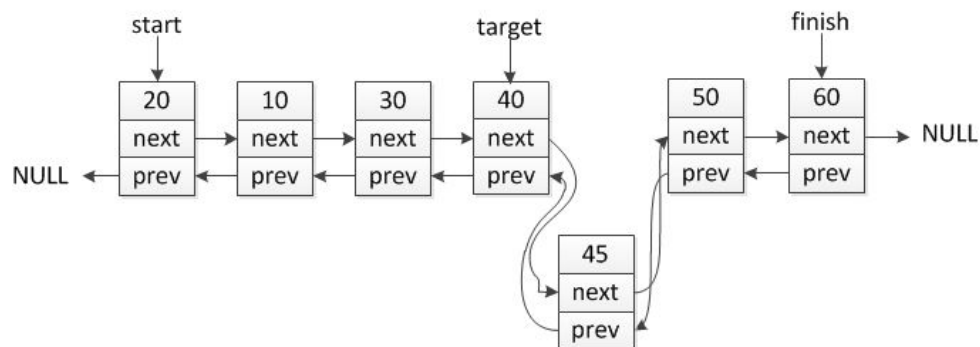 start target finish
20 10 30 40 50 60
next next next next next next NULL
NULL prev prev prev prev prev prev
45
next
prev